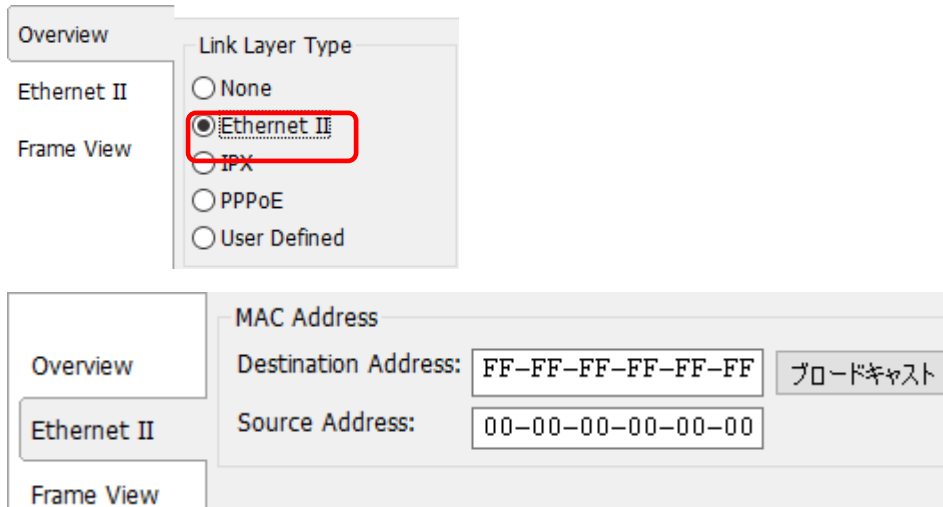 Overview
Ethernet II
Frame View
Link Layer Type
None
Ethernet II
IPX
PPPoE
User Defined
Overview
Ethernet II
Frame View
MAC Address
Destination Address: FF-FF-FF-FF-FF-FF ブロードキャスト
Source Address: 00-00-00-00-00-00